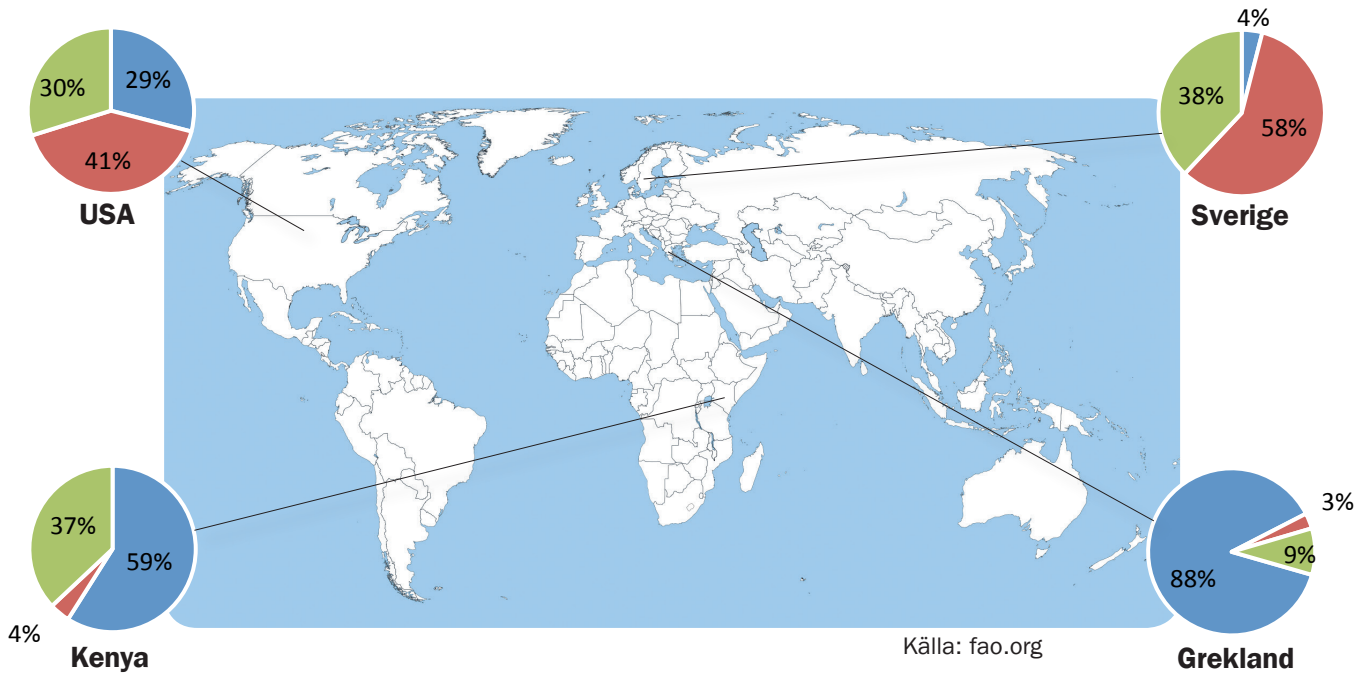 30%
29%
41%
USA
4%
38%
58%
Sverige
37%
59%
4%
Kenya
3%
9%
88%
Grekland
Källa: fao.org